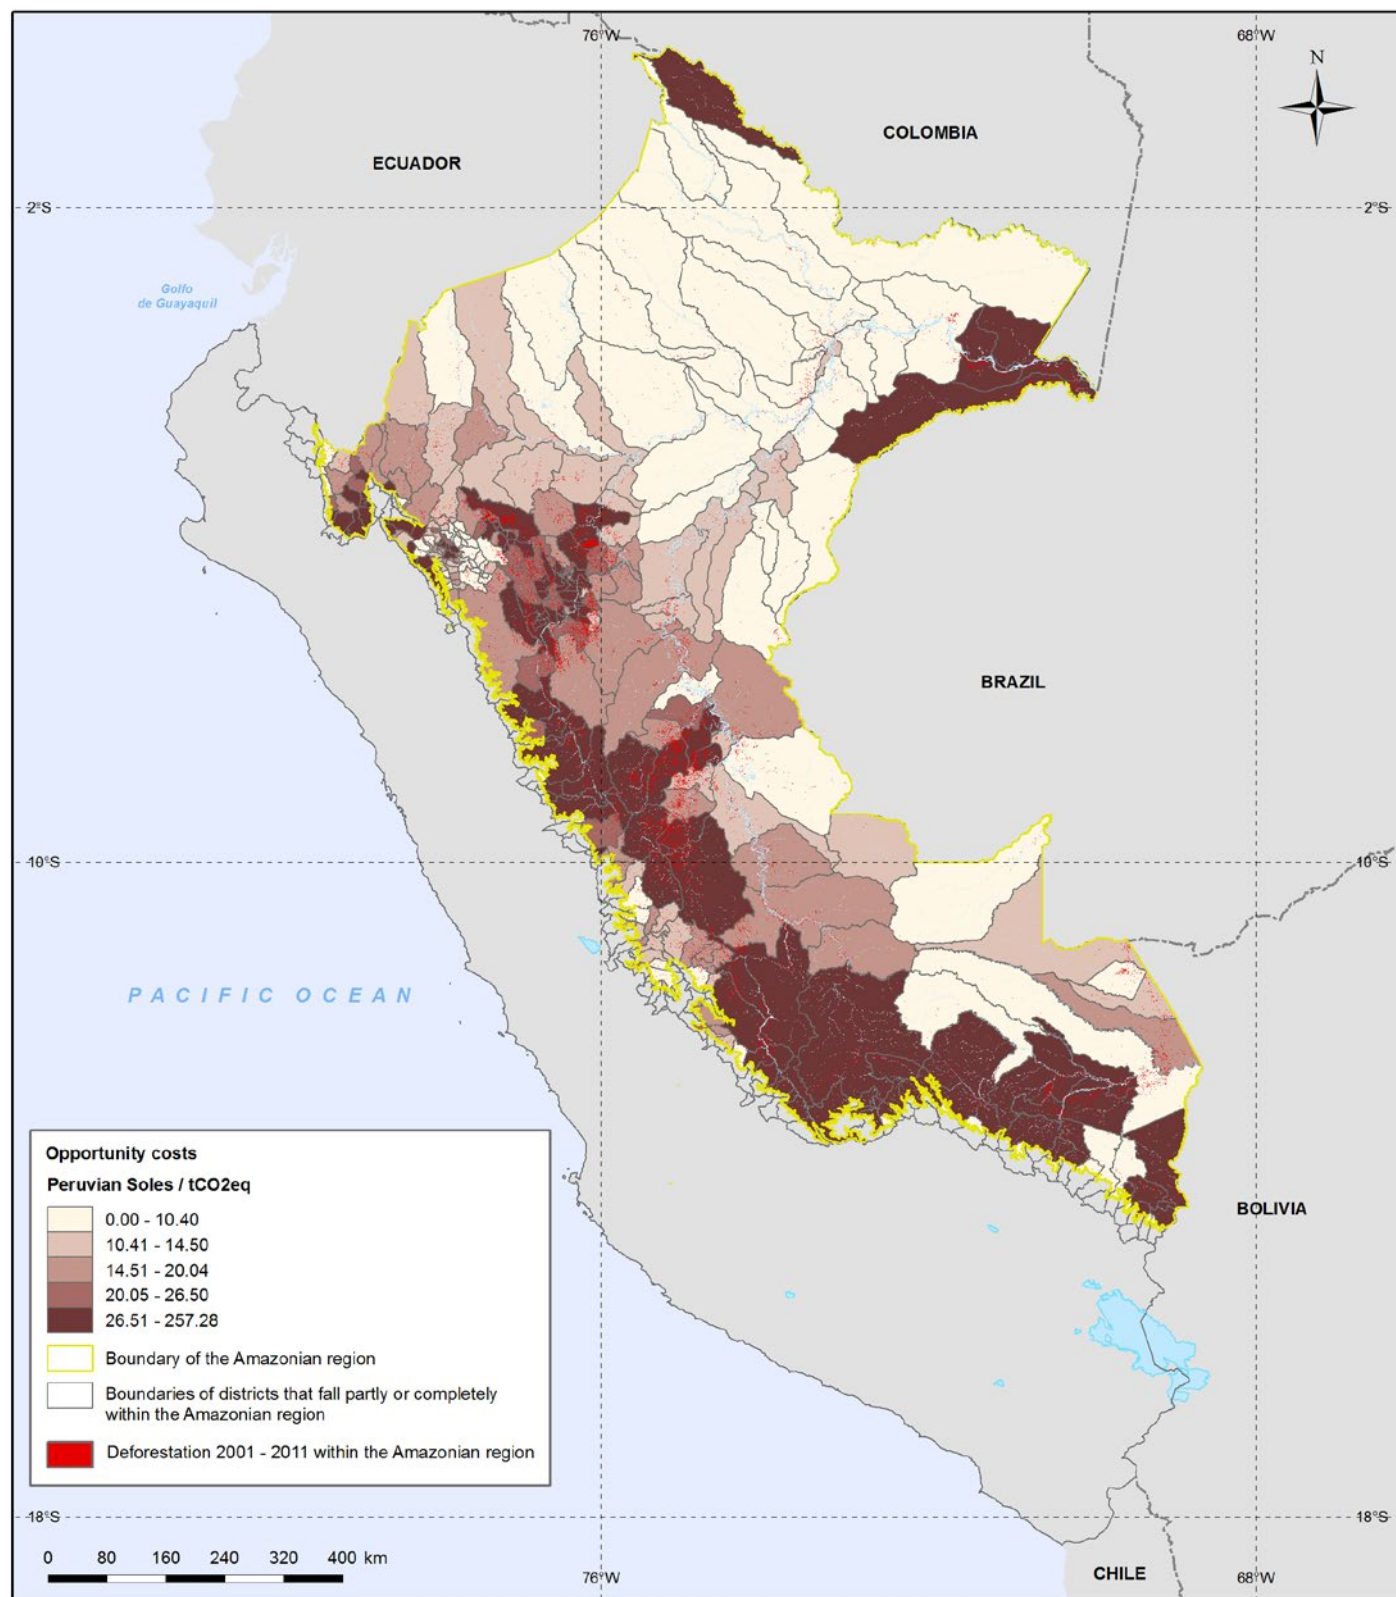 76°W
68°W
N
COLOMBIA
ECUADOR
2°S
2°S
Golfo
de Guayaquil
BRAZIL
10°S
10°S
PACIFIC OCEAN
BOLIVIA
Opportunity costs
Peruvian Soles / tCO2eq
0.00 - 10.40
10.41 - 14.50
14.51 - 20.04
20.05 - 26.50
26.51 - 257.28
Boundary of the Amazonian region
Boundaries of districts that fall partly or completely
within the Amazonian region
Deforestation 2001 - 2011 within the Amazonian region
18°S
18°S
0 80 160 240 320 400 km
76°W
CHILE
68°W